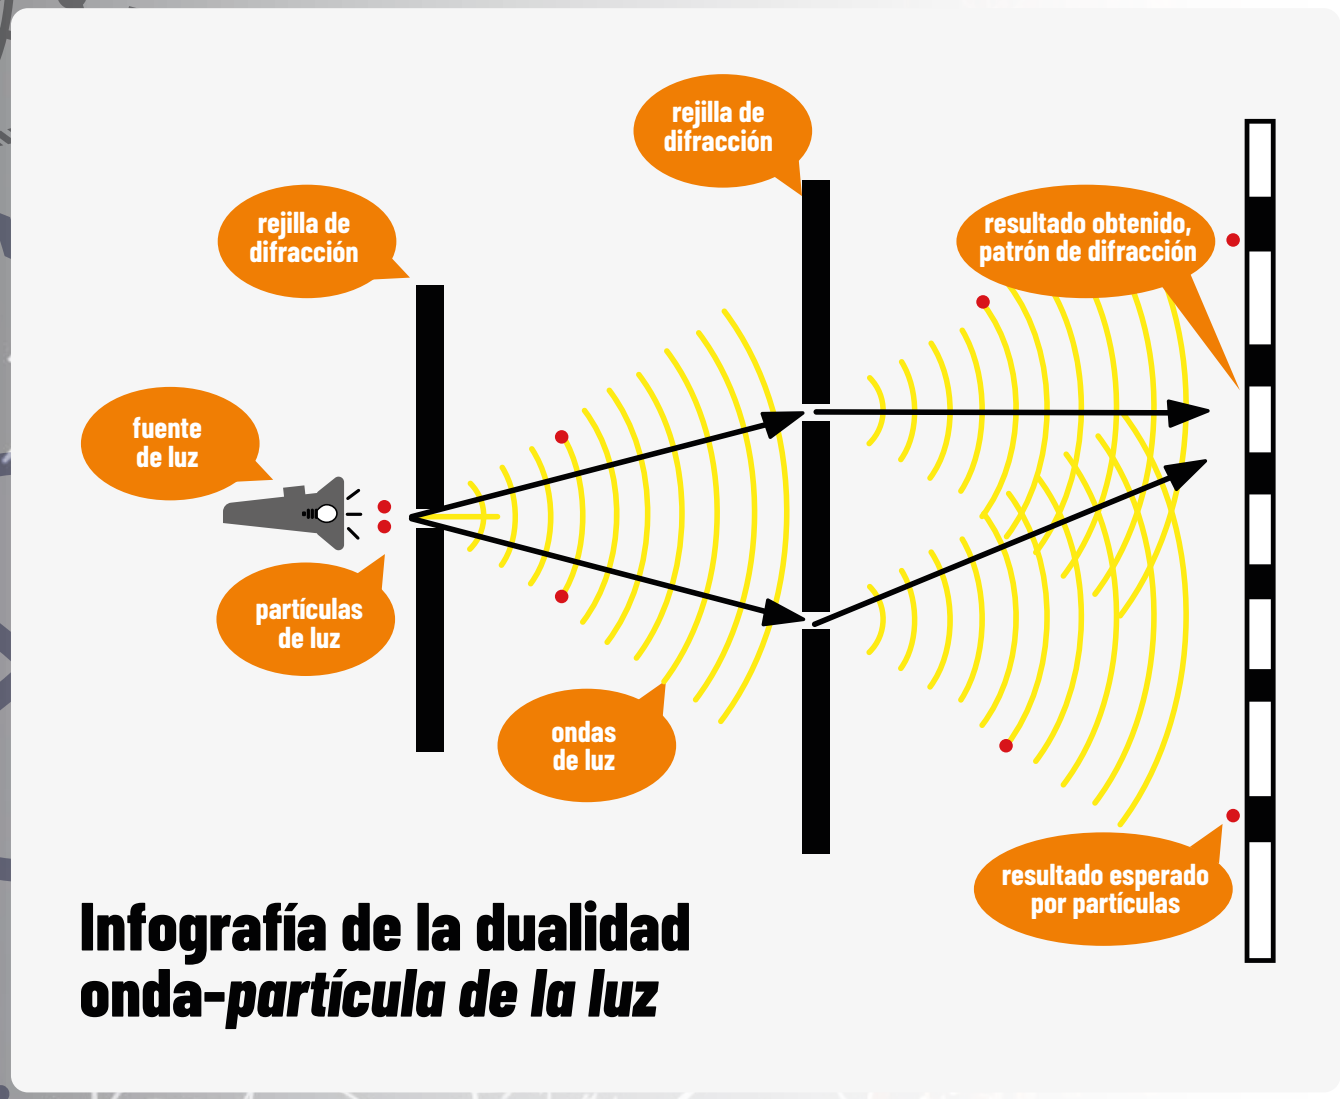 rejilla de
difracción
rejilla de
difracción
resultado obtenido,
patrón de difracción
fuente
de luz
partículas
de luz
ondas
de luz
resultado esperado
por partículas
Infografía de la dualidad
onda-partícula de la luz